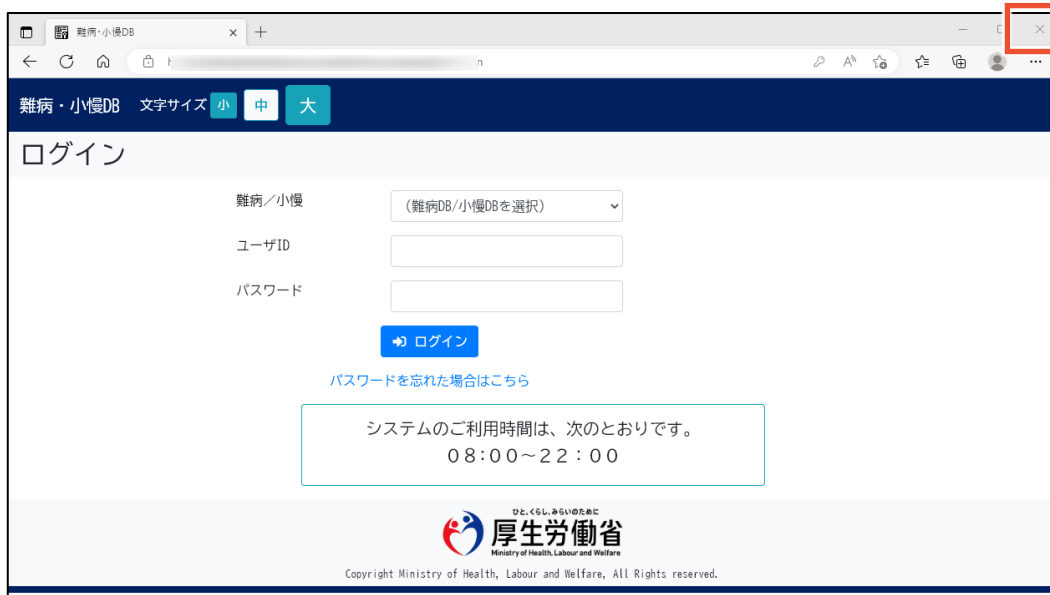 難病・小慢DB
難病・小慢DB 文字サイズ 小 中 大
ログイン
難病／小慢 (難病DB/小慢DBを選択)
ユーザID
パスワード
ログイン
パスワードを忘れた場合はこちら
システムのご利用時間は、次のとおりです。
０８：００～２２：００
ひと、くらし、みらいのために
厚生労働省
Ministry of Health, Labour and Welfare
Copyright Ministry of Health, Labour and Welfare, All Rights reserved.